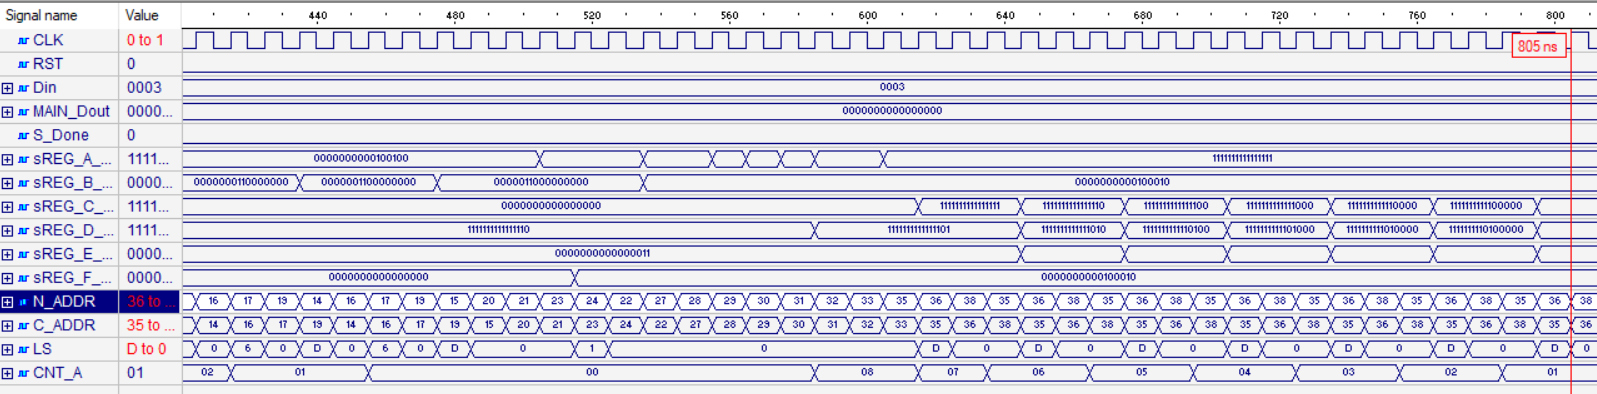 Signal name Value 440 480 520 560 600 640 680 720 760 800
CLK 0 to 1 805 ns
RST 0
Din 0003 0003
MAIN_Dout 0000... 0000000000000000
S_Done 0
sREG_A_... 1111... 0000000000100100 1111111111111111
sREG_B_... 0000... 0000000110000000 0000001100000000 0000011000000000 0000000000100010
sREG_C_... 1111... 0000000000000000 1111111111111111 1111111111111110 1111111111111100 1111111111111000 1111111111110000 1111111111100000
sREG_D_... 1111... 1111111111111110 1111111111111101 1111111111111010 1111111111110100 1111111111101000 1111111111010000 1111111110100000
sREG_E_... 0000... 0000000000000011
sREG_F_... 0000... 0000000000000000 0000000000100010
N_ADDR 36 to ... 16 17 19 14 16 17 19 15 20 21 23 24 22 27 28 29 30 31 32 33 35 36 38 35 36 38 35 36 38 35 36 38 35 36 38 35 36 38 35 36 38
C_ADDR 35 to ... 14 16 17 19 14 16 17 19 15 20 21 23 24 22 27 28 29 30 31 32 33 35 36 38 35 36 38 35 36 38 35 36 38 35 36 38 35 36 38 35 36
LS D to 0 0 6 0 D 0 6 0 D 0 1 0 D 0 D 0 D 0 D 0 D 0 D 0 D 0
CNT_A 01 02 01 00 08 07 06 05 04 03 02 01